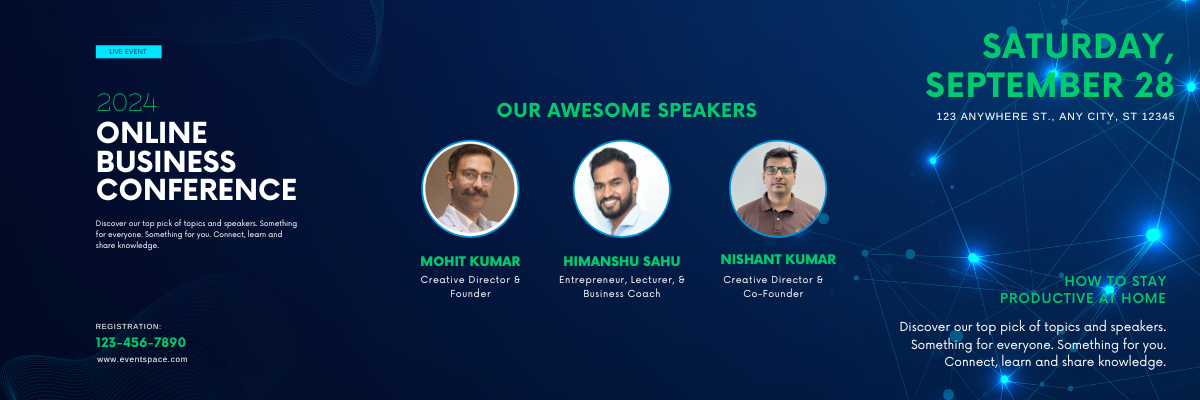 LIVE EVENT
2024
ONLINE
BUSINESS
CONFERENCE
Discover our top pick of topics and speakers. Something
for everyone. Something for you. Connect, learn and
share knowledge.
REGISTRATION:
123-456-7890
www.eventspace.com
OUR AWESOME SPEAKERS
MOHIT KUMAR
Creative Director &
Founder
HIMANSHU SAHU
Entrepreneur, Lecturer, &
Business Coach
NISHANT KUMAR
Creative Director &
Co-Founder
SATURDAY,
SEPTEMBER 28
123 ANYWHERE ST., ANY CITY, ST 12345
HOW TO STAY
PRODUCTIVE AT HOME
Discover our top pick of topics and speakers.
Something for everyone. Something for you.
Connect, learn and share knowledge.